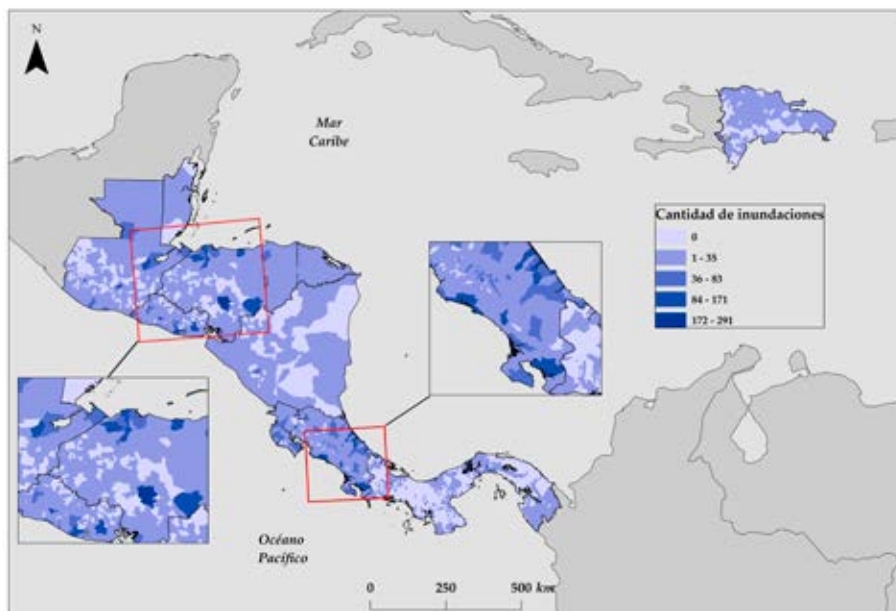 N
Mar
Caribe
Cantidad de inundaciones
0
1 - 35
36 - 83
84 - 171
172 - 291
Océano
Pacífico
0 250 500 km